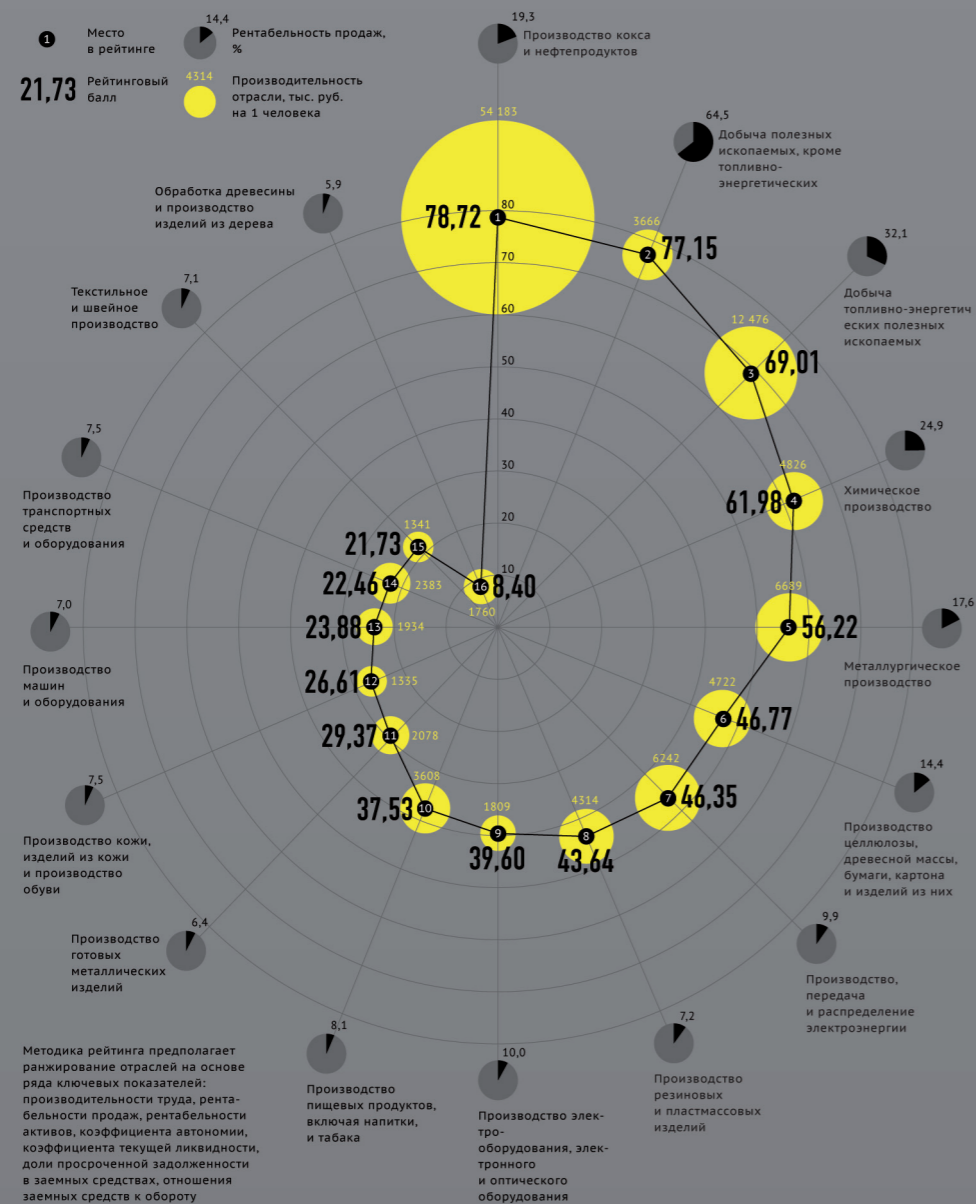 1
Место
в рейтинге
14,4
Рентабельность продаж,
%
21,73
Рейтинговый
балл
4314
Производительность
отрасли, тыс. руб.
на 1 человека
19,3
Производство кокса
и нефтепродуктов
54 183
78,72
1
64,5
Добыча полезных
ископаемых, кроме
топливно-
энергетических
3666
2
77,15
32,1
Добыча
топливно-энергетич
еских полезных
ископаемых
12 476
3
69,01
24,9
Химическое
производство
4826
61,98
4
17,6
Металлургическое
производство
6689
5
56,22
14,4
Производство
целлюлозы,
древесной массы,
бумаги, картона
и изделий из них
4722
6
46,77
9,9
Производство,
передача
и распределение
электроэнергии
6242
7
46,35
7,2
Производство
резиновых
и пластмассовых
изделий
4314
8
43,64
10,0
Производство элек-
тро-
оборудования, элек-
тронного
и оптического
оборудования
1809
9
39,60
8,1
Производство
пищевых продуктов,
включая напитки,
и табака
3608
37,53
10
6,4
Производство
готовых
металлических
изделий
29,37
11
2078
7,5
Производство кожи,
изделий из кожи
и производство
обуви
26,61
12
1335
7,0
Производство
машин
и оборудования
23,88
13
1934
7,5
Производство
транспортных
средств
и оборудования
22,46
14
2383
7,1
Текстильное
и швейное
производство
1341
21,73
15
5,9
Обработка древесины
и производство
изделий из дерева
16
8,40
1760
80
70
60
50
40
30
20
10
Методика рейтинга предполагает
ранжирование отраслей на основе
ряда ключевых показателей:
производительности труда, рента-
бельности продаж, рентабельности
активов, коэффициента автономии,
коэффициента текущей ликвидности,
доли просроченной задолженности
в заемных средствах, отношения
заемных средств к обороту